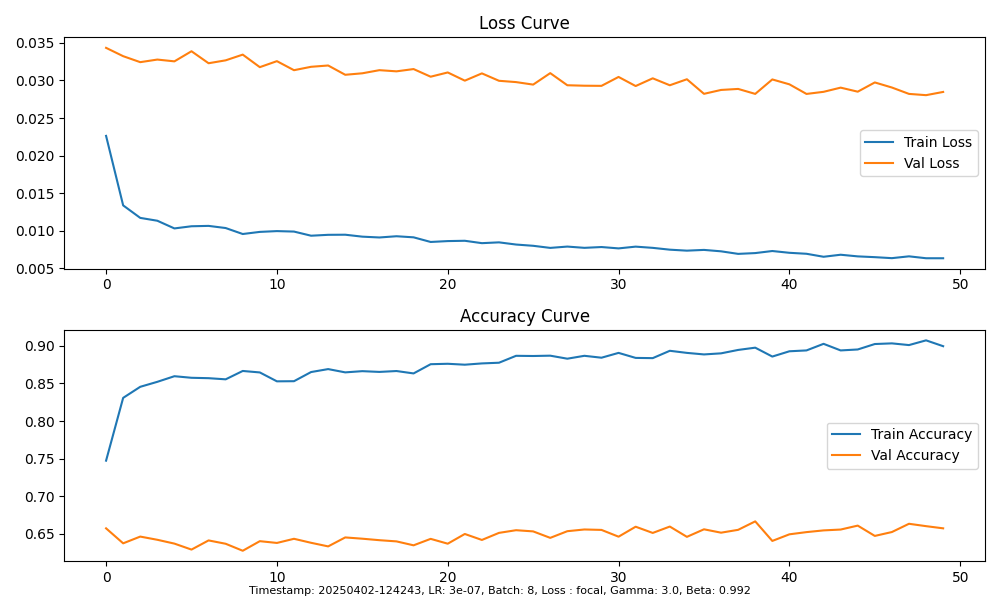 Loss Curve
0.035
0.030
0.025
0.020
0.015
0.010
0.005
Train Loss
Val Loss
0 10 20 30 40 50
Accuracy Curve
0.90
0.85
0.80
0.75
0.70
0.65
Train Accuracy
Val Accuracy
0 10 20 30 40 50
Timestamp: 20250402-124243, LR: 3e-07, Batch: 8, Loss : focal, Gamma: 3.0, Beta: 0.992